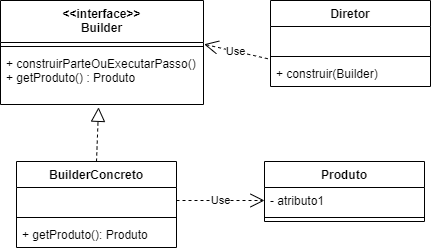 <<interface>>
Builder
+ construirParteOuExecutarPasso()
+ getProduto() : Produto
Diretor
+ construir(Builder)
Use
BuilderConcreto
+ getProduto(): Produto
Use
Produto
- atributo1